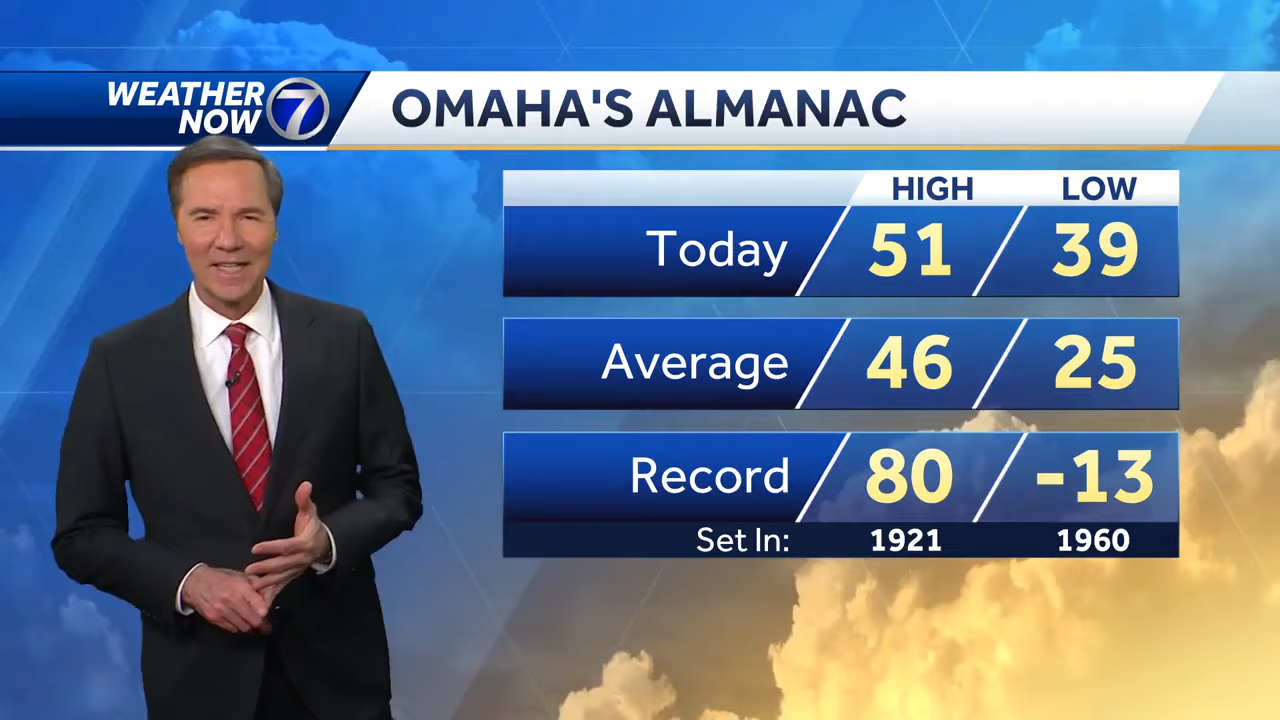 WEATHER
NOW 7
OMAHA'S ALMANAC
HIGH LOW
Today 51 39
Average 46 25
Record 80 -13
Set In: 1921 1960